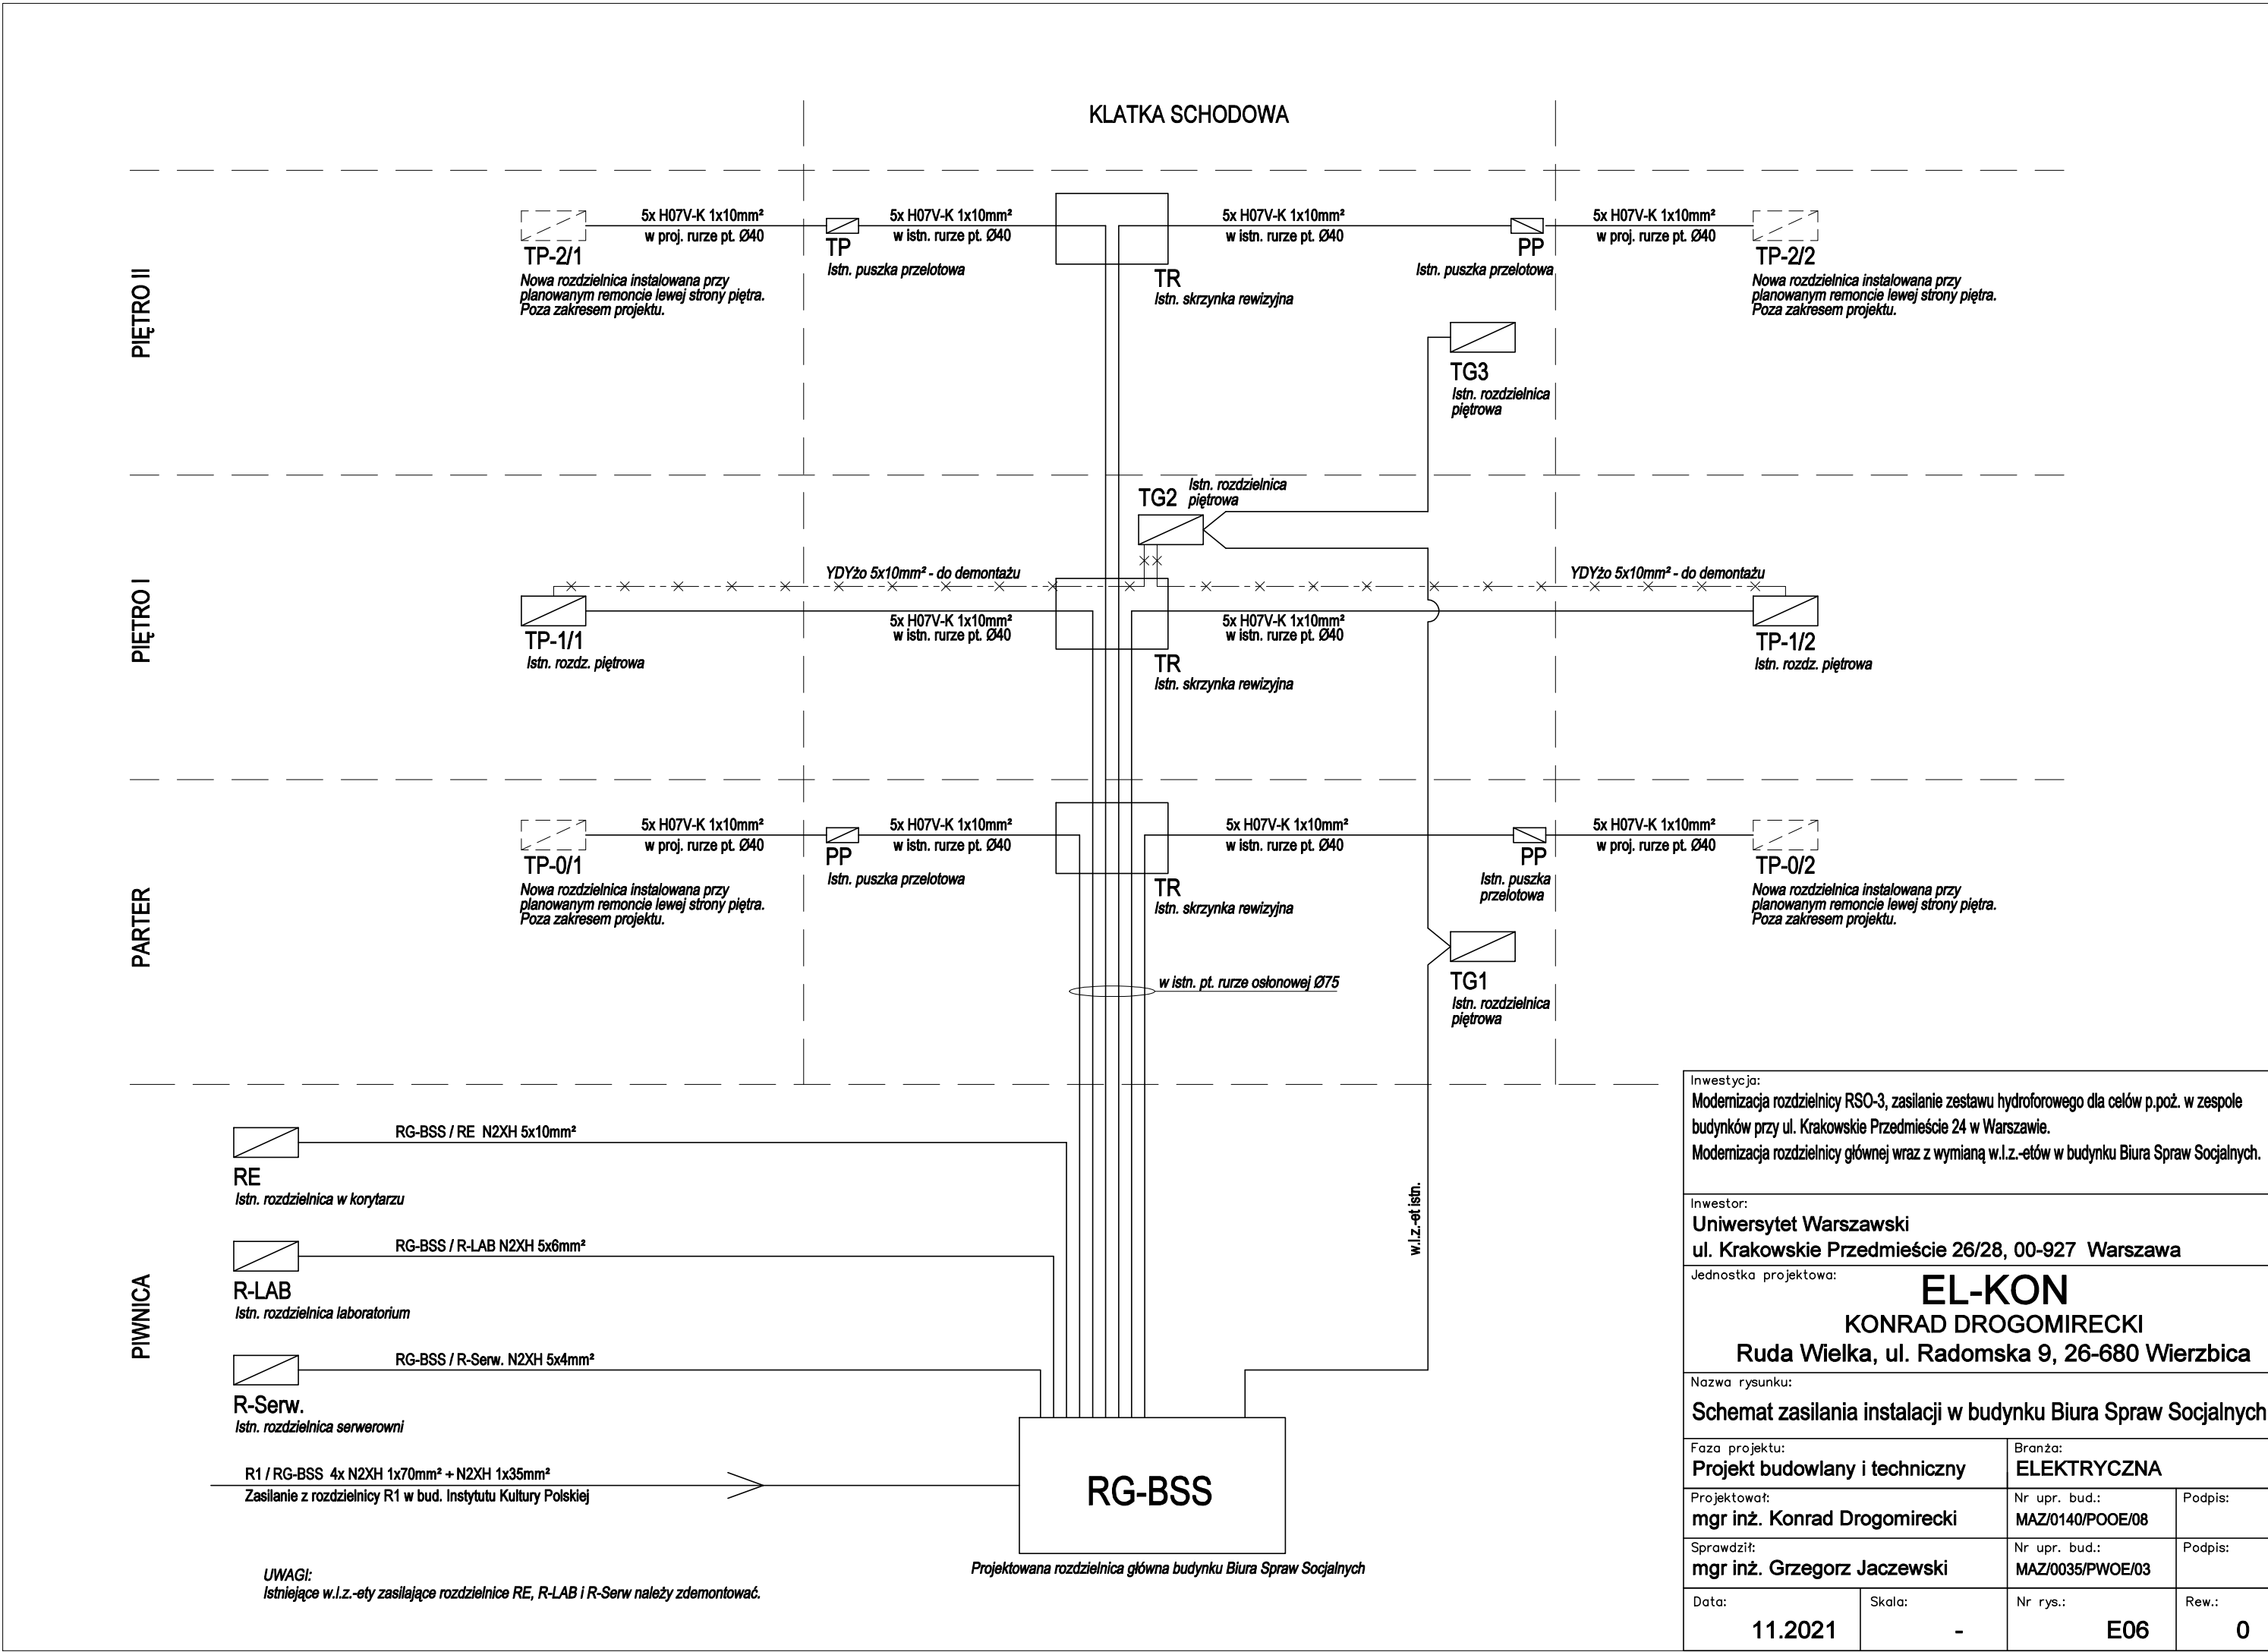 KLATKA SCHODOWA
PIĘTRO II
5x H07V-K 1x10mm²
w proj. rurze pt. Ø40
5x H07V-K 1x10mm²
w istn. rurze pt. Ø40
5x H07V-K 1x10mm²
w istn. rurze pt. Ø40
5x H07V-K 1x10mm²
w proj. rurze pt. Ø40
TP-2/1
Nowa rozdzielnica instalowana przy
planowanym remoncie lewej strony piętra.
Poza zakresem projektu.
TP
Istn. puszka przelotowa
TR
Istn. skrzynka rewizyjna
PP
Istn. puszka przelotowa
TP-2/2
Nowa rozdzielnica instalowana przy
planowanym remoncie lewej strony piętra.
Poza zakresem projektu.
TG3
Istn. rozdzielnica
piętrowa
PIĘTRO I
TG2
Istn. rozdzielnica
piętrowa
YDYżo 5x10mm² - do demontażu
YDYżo 5x10mm² - do demontażu
5x H07V-K 1x10mm²
w istn. rurze pt. Ø40
5x H07V-K 1x10mm²
w istn. rurze pt. Ø40
TP-1/1
Istn. rozdz. piętrowa
TR
Istn. skrzynka rewizyjna
TP-1/2
Istn. rozdz. piętrowa
PARTER
5x H07V-K 1x10mm²
w proj. rurze pt. Ø40
5x H07V-K 1x10mm²
w istn. rurze pt. Ø40
5x H07V-K 1x10mm²
w istn. rurze pt. Ø40
5x H07V-K 1x10mm²
w proj. rurze pt. Ø40
TP-0/1
Nowa rozdzielnica instalowana przy
planowanym remoncie lewej strony piętra.
Poza zakresem projektu.
PP
Istn. puszka przelotowa
TR
Istn. skrzynka rewizyjna
PP
Istn. puszka
przelotowa
TP-0/2
Nowa rozdzielnica instalowana przy
planowanym remoncie lewej strony piętra.
Poza zakresem projektu.
w istn. pt. rurze osłonowej Ø75
TG1
Istn. rozdzielnica
piętrowa
PIWNICA
RG-BSS / RE N2XH 5x10mm²
RE
Istn. rozdzielnica w korytarzu
RG-BSS / R-LAB N2XH 5x6mm²
R-LAB
Istn. rozdzielnica laboratorium
RG-BSS / R-Serw. N2XH 5x4mm²
R-Serw.
Istn. rozdzielnica serwerowni
w.l.z.-et istn.
R1 / RG-BSS 4x N2XH 1x70mm² + N2XH 1x35mm²
Zasilanie z rozdzielnicy R1 w bud. Instytutu Kultury Polskiej
RG-BSS
Projektowana rozdzielnica główna budynku Biura Spraw Socjalnych
UWAGI:
Istniejące w.l.z.-ety zasilające rozdzielnice RE, R-LAB i R-Serw należy zdemontować.
Inwestycja:
Modernizacja rozdzielnicy RSO-3, zasilanie zestawu hydroforowego dla celów p.poż. w zespole
budynków przy ul. Krakowskie Przedmieście 24 w Warszawie.
Modernizacja rozdzielnicy głównej wraz z wymianą w.l.z.-etów w budynku Biura Spraw Socjalnych.
Inwestor:
Uniwersytet Warszawski
ul. Krakowskie Przedmieście 26/28, 00-927 Warszawa
Jednostka projektowa:
EL-KON
KONRAD DROGOMIRECKI
Ruda Wielka, ul. Radomska 9, 26-680 Wierzbica
Nazwa rysunku:
Schemat zasilania instalacji w budynku Biura Spraw Socjalnych
Faza projektu:
Projekt budowlany i techniczny
Branża:
ELEKTRYCZNA
Projektował:
mgr inż. Konrad Drogomirecki
Nr upr. bud.:
MAZ/0140/POOE/08
Podpis:
Sprawdził:
mgr inż. Grzegorz Jaczewski
Nr upr. bud.:
MAZ/0035/PWOE/03
Podpis:
Data:
11.2021
Skala:
-
Nr rys.:
E06
Rew.:
0